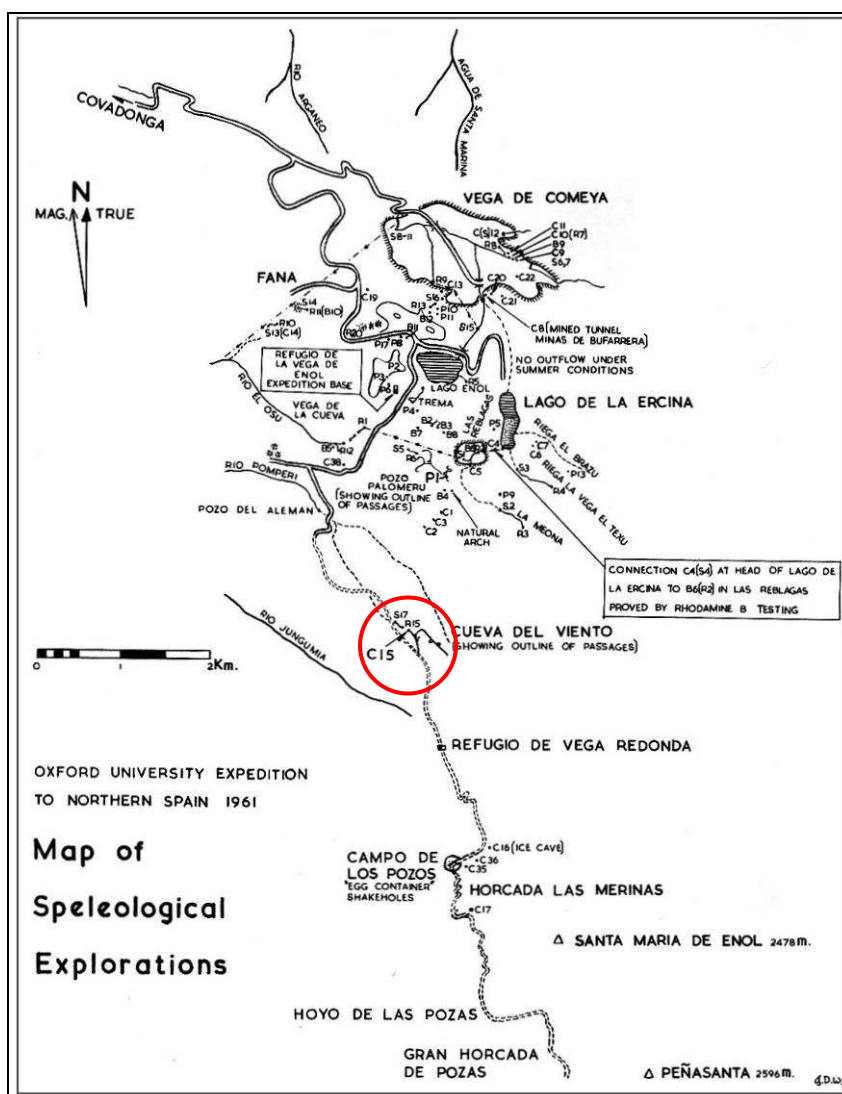 RIO
ARGANEO
AGUA DE
SANTA
MARINA
COVADONGA
N
MAG. TRUE
VEGA DE COMEYA
S8-11
C(S)12
R8
C11
C10(R7)
B9
C9
S6,7
R9
C13
C20
C22
C21
FANA
C19
S14
R11(B10)
R13
S16
P10
P11
B12
B11
S15
C8(MINED TUNNEL
MINAS DE BUFARRERA)
R10
S13(C14)
P17
P8
NO OUTFLOW UNDER
SUMMER CONDITIONS
REFUGIO DE
LA VEGA DE
ENOL
EXPEDITION BASE
P2
P3
LAGO ENOL
R5
RIO EL OSU
VEGA DE
LA CUEVA
TREMA
P4
LAS REBLAGAS
LAGO DE LA ERCINA
R1
B2
B3
B7
B8
P5
RIEGA EL BRAZU
C7
C6
P13
B5
R12
S5
R6
C4
C5
S3
R4
RIEGA LA VEGA EL TEXU
C38
RIO POMPERI
POZO
PALOMERU
(SHOWING OUTLINE
OF PASSAGES)
P1
B4
P9
S2
LA MEONA
R3
POZO DEL ALEMAN
C1
C3
C2
NATURAL
ARCH
CONNECTION C4(S4) AT HEAD OF LAGO DE
LA ERCINA TO B6(R2) IN LAS REBLAGAS
PROVED BY RHODAMINE B TESTING
RIO JUNGUMIA
S17
R15
C15
CUEVA DEL VIENTO
(SHOWING OUTLINE OF PASSAGES)
0 1 2Km.
REFUGIO DE VEGA REDONDA
OXFORD UNIVERSITY EXPEDITION
TO NORTHERN SPAIN 1961
Map of
Speleological
Explorations
C16(ICE CAVE)
C36
C35
CAMPO DE
LOS POZOS
"EGG CONTAINER"
SHAKEHOLES
HORCADA LAS MERINAS
C17
SANTA MARIA DE ENOL 2478m.
HOYO DE LAS POZAS
GRAN HORCADA
DE POZAS
PEÑASANTA 2596m.
J.D.W.